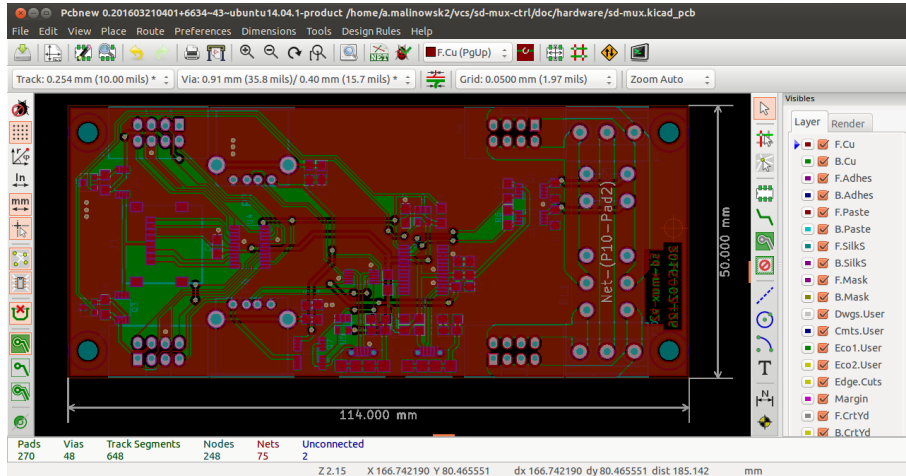 Pcbnew 0.201603210401+6634~43~ubuntu14.04.1-product /home/a.malinowsk2/vcs/sd-mux-ctrl/doc/hardware/sd-mux.kicad_pcb
File Edit View Place Route Preferences Dimensions Tools Design Rules Help
F.Cu (PgUp)
Track: 0.254 mm (10.00 mils) * Via: 0.91 mm (35.8 mils)/ 0.40 mm (15.7 mils) * Grid: 0.0500 mm (1.97 mils) Zoom Auto
In
mm
Visibles
Layer Render
F.Cu
B.Cu
F.Adhes
B.Adhes
F.Paste
B.Paste
F.SilkS
B.SilkS
F.Mask
B.Mask
Dwgs.User
Cmts.User
Eco1.User
Eco2.User
Edge.Cuts
Margin
F.CrtYd
B.CrtYd
Net-(P10-Pad2)
50.000 mm
114.000 mm
T
N
Pads Vias Track Segments Nodes Nets Unconnected
270 48 648 248 75 2
Z 2.15 X 166.742190 Y 80.465551 dx 166.742190 dy 80.465551 dist 185.142 mm